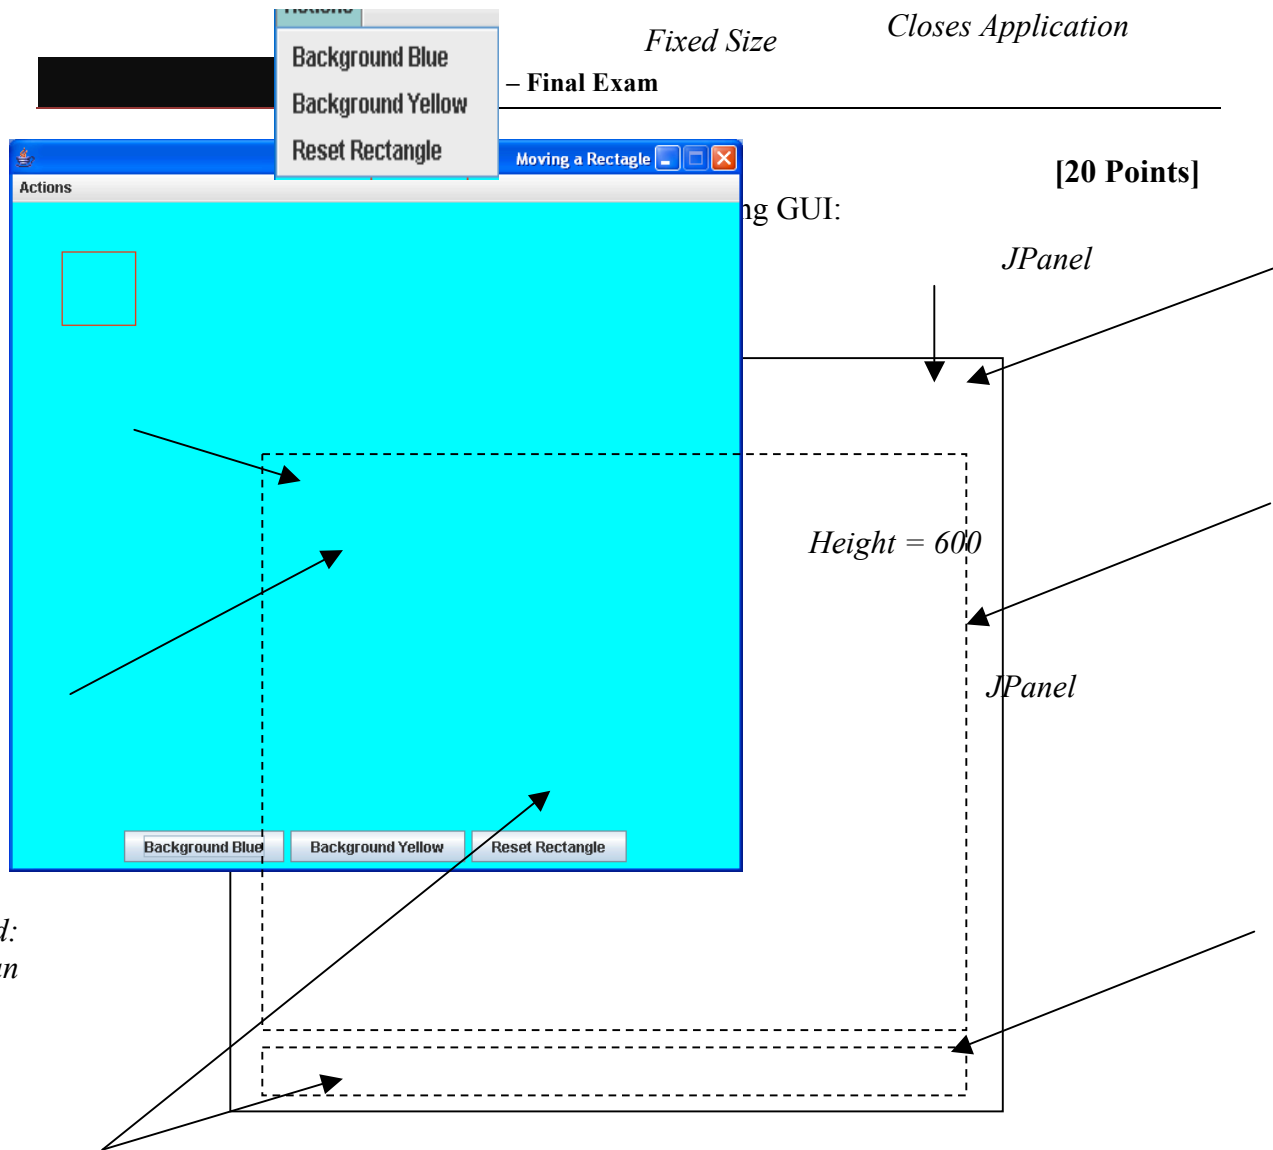 Closes Application
Fixed Size
Background Blue
– Final Exam
Background Yellow
Reset Rectangle
Moving a Rectagle
[20 Points]
Actions
GUI:
JPanel
Height = 600
JPanel
Background Blue
Background Yellow
Reset Rectangle